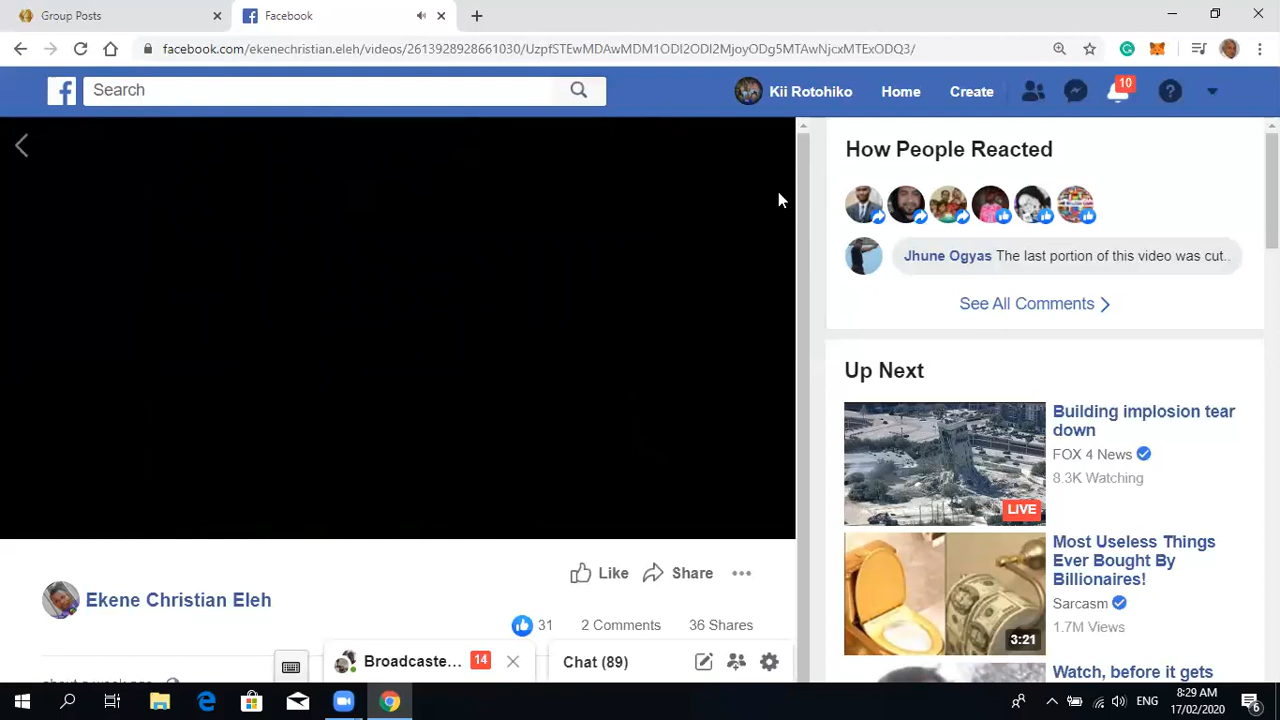 Group Posts
Facebook
facebook.com/ekenechristian.eleh/videos/2613928928661030/UzpfSTEwMDAwMDM1ODI2ODI2MjoyODg5MTAwNjcxMTExODQ3/
Search
Kii Rotohiko
Home
Create
10
How People Reacted
Jhune Ogyas The last portion of this video was cut..
See All Comments
Up Next
Building implosion tear
down
FOX 4 News
8.3K Watching
LIVE
Most Useless Things
Ever Bought By
Billionaires!
Sarcasm
1.7M Views
3:21
Watch, before it gets
Like
Share
Ekene Christian Eleh
31
2 Comments
36 Shares
Broadcaste...
14
Chat (89)
ENG
8:29 AM
17/02/2020
6